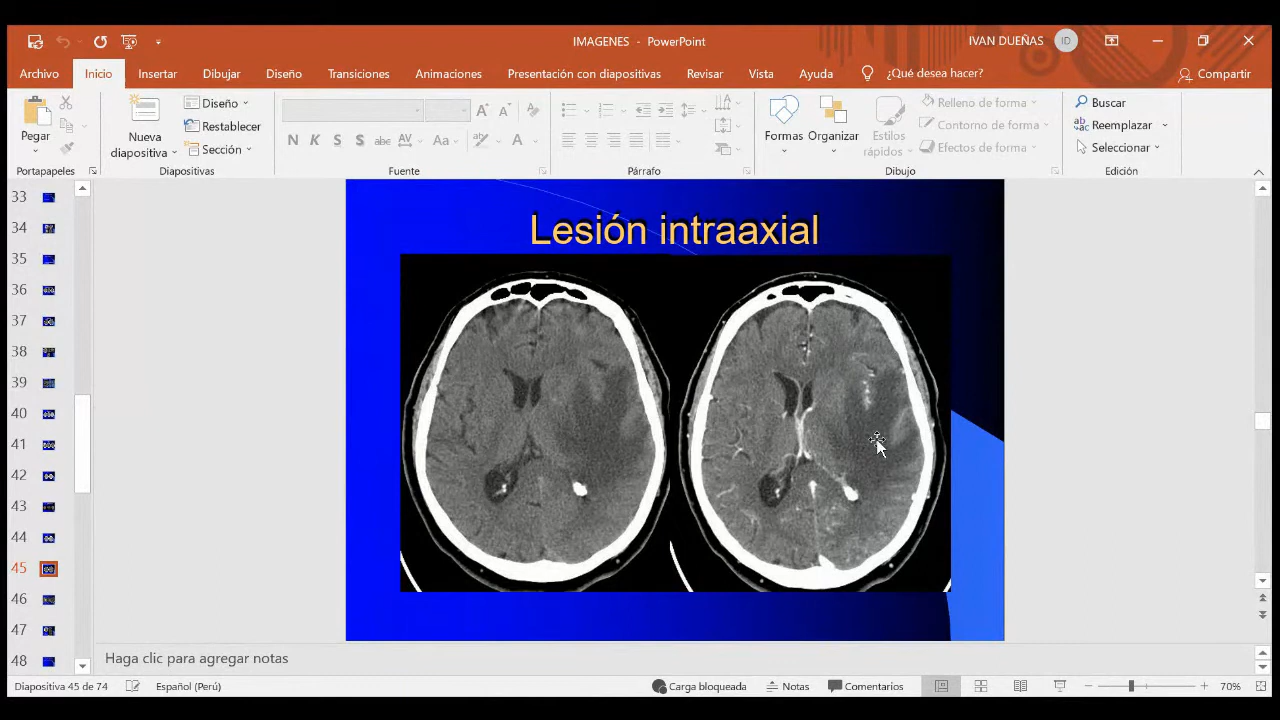 IMAGENES - PowerPoint
IVAN DUEÑAS
ID
Archivo
Inicio
Insertar
Dibujar
Diseño
Transiciones
Animaciones
Presentación con diapositivas
Revisar
Vista
Ayuda
¿Qué desea hacer?
Compartir
Pegar
Nueva
diapositiva
Diseño
Restablecer
Sección
N K S S abc AV Aa A
Formas
Organizar
Estilos
rápidos
Relleno de forma
Contorno de forma
Efectos de forma
Buscar
Reemplazar
Seleccionar
Portapapeles
Diapositivas
Fuente
Párrafo
Dibujo
Edición
33
34
35
36
37
38
39
40
41
42
43
44
45
46
47
48
Lesión intraaxial
Haga clic para agregar notas
Diapositiva 45 de 74
Español (Perú)
Carga bloqueada
Notas
Comentarios
70%